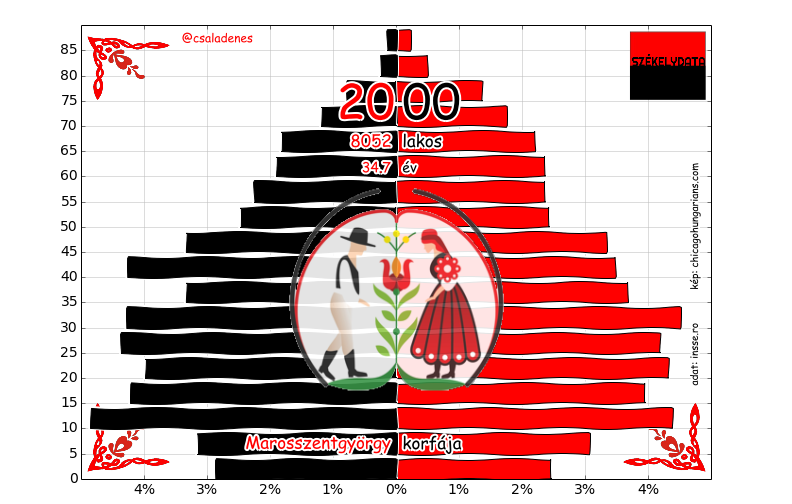 @csaladenes
SZÉKELYDATA
2000
8052 lakos
34.7 év
kép: chicagohungarians.com
adat: insse.ro
Marosszentgyörgy korfája
85
80
75
70
65
60
55
50
45
40
35
30
25
20
15
10
5
0
4% 3% 2% 1% 0% 1% 2% 3% 4%